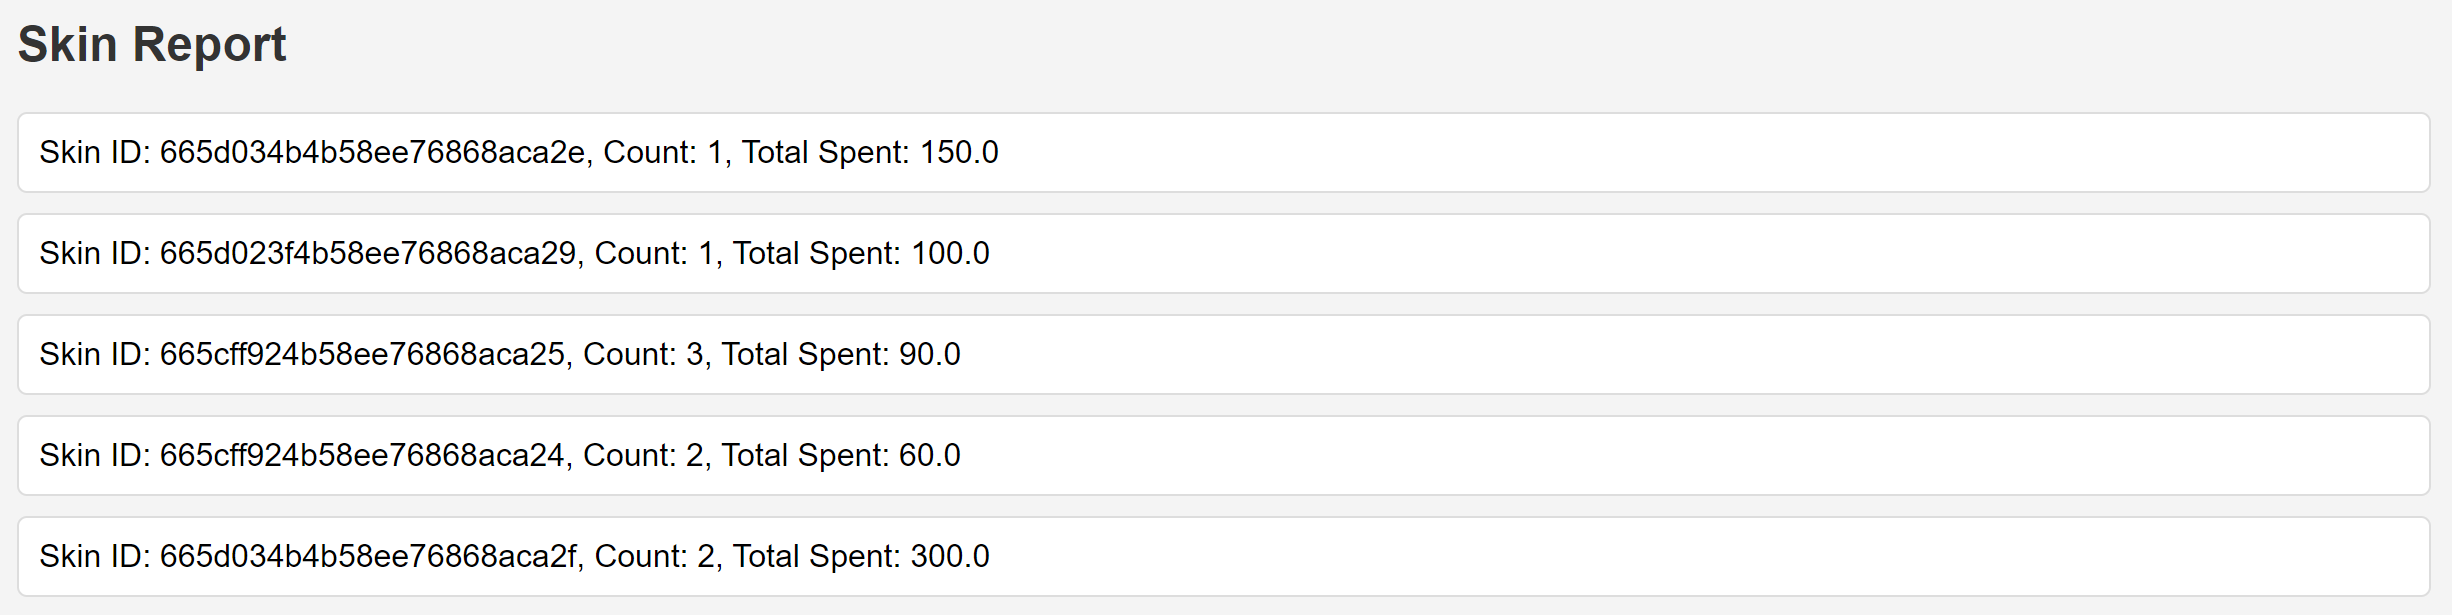 Skin Report
Skin ID: 665d034b4b58ee76868aca2e, Count: 1, Total Spent: 150.0
Skin ID: 665d023f4b58ee76868aca29, Count: 1, Total Spent: 100.0
Skin ID: 665cff924b58ee76868aca25, Count: 3, Total Spent: 90.0
Skin ID: 665cff924b58ee76868aca24, Count: 2, Total Spent: 60.0
Skin ID: 665d034b4b58ee76868aca2f, Count: 2, Total Spent: 300.0